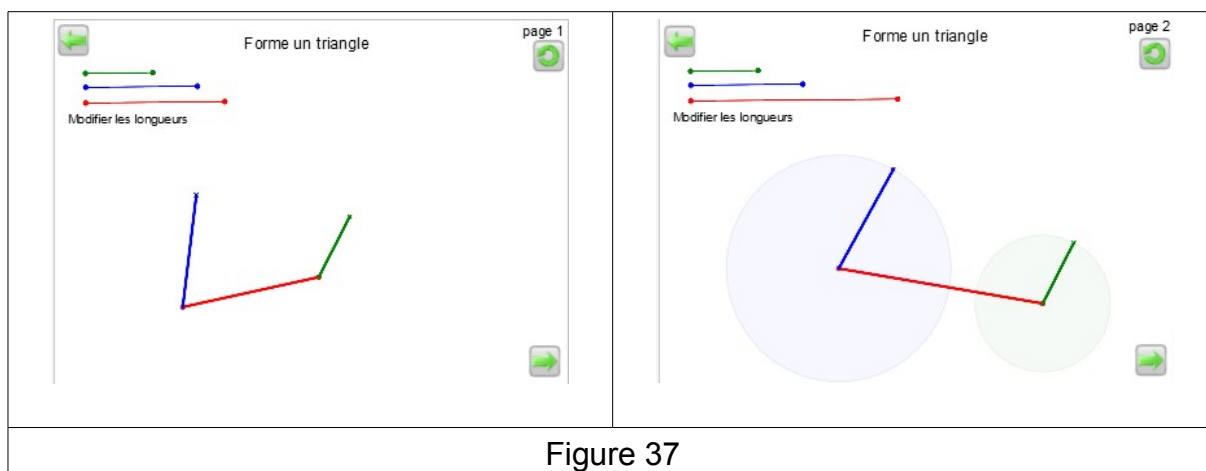 page 1
Forme un triangle
Modifier les longueurs
page 2
Forme un triangle
Modifier les longueurs
Figure 37